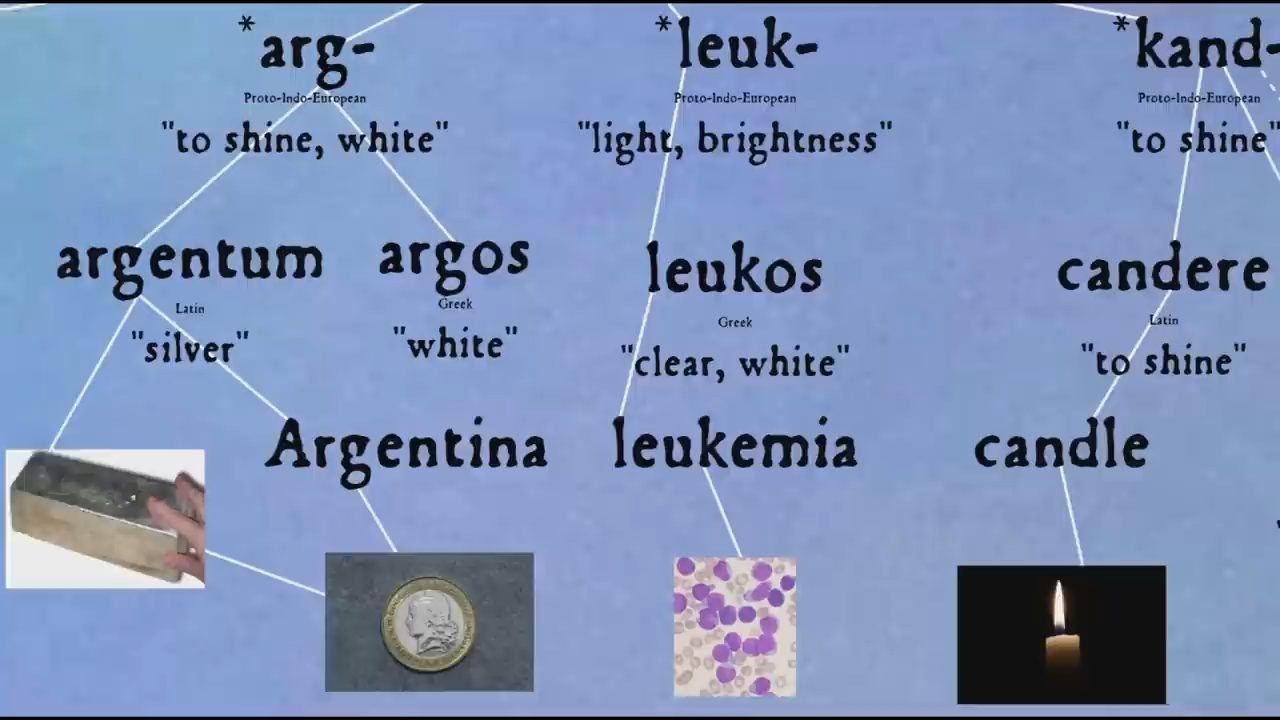 *arg-
Proto-Indo-European
"to shine, white"
argentum
Latin
"silver"
argos
Greek
"white"
Argentina
*leuk-
Proto-Indo-European
"light, brightness"
leukos
Greek
"clear, white"
leukemia
*kand-
Proto-Indo-European
"to shine"
candere
Latin
"to shine"
candle